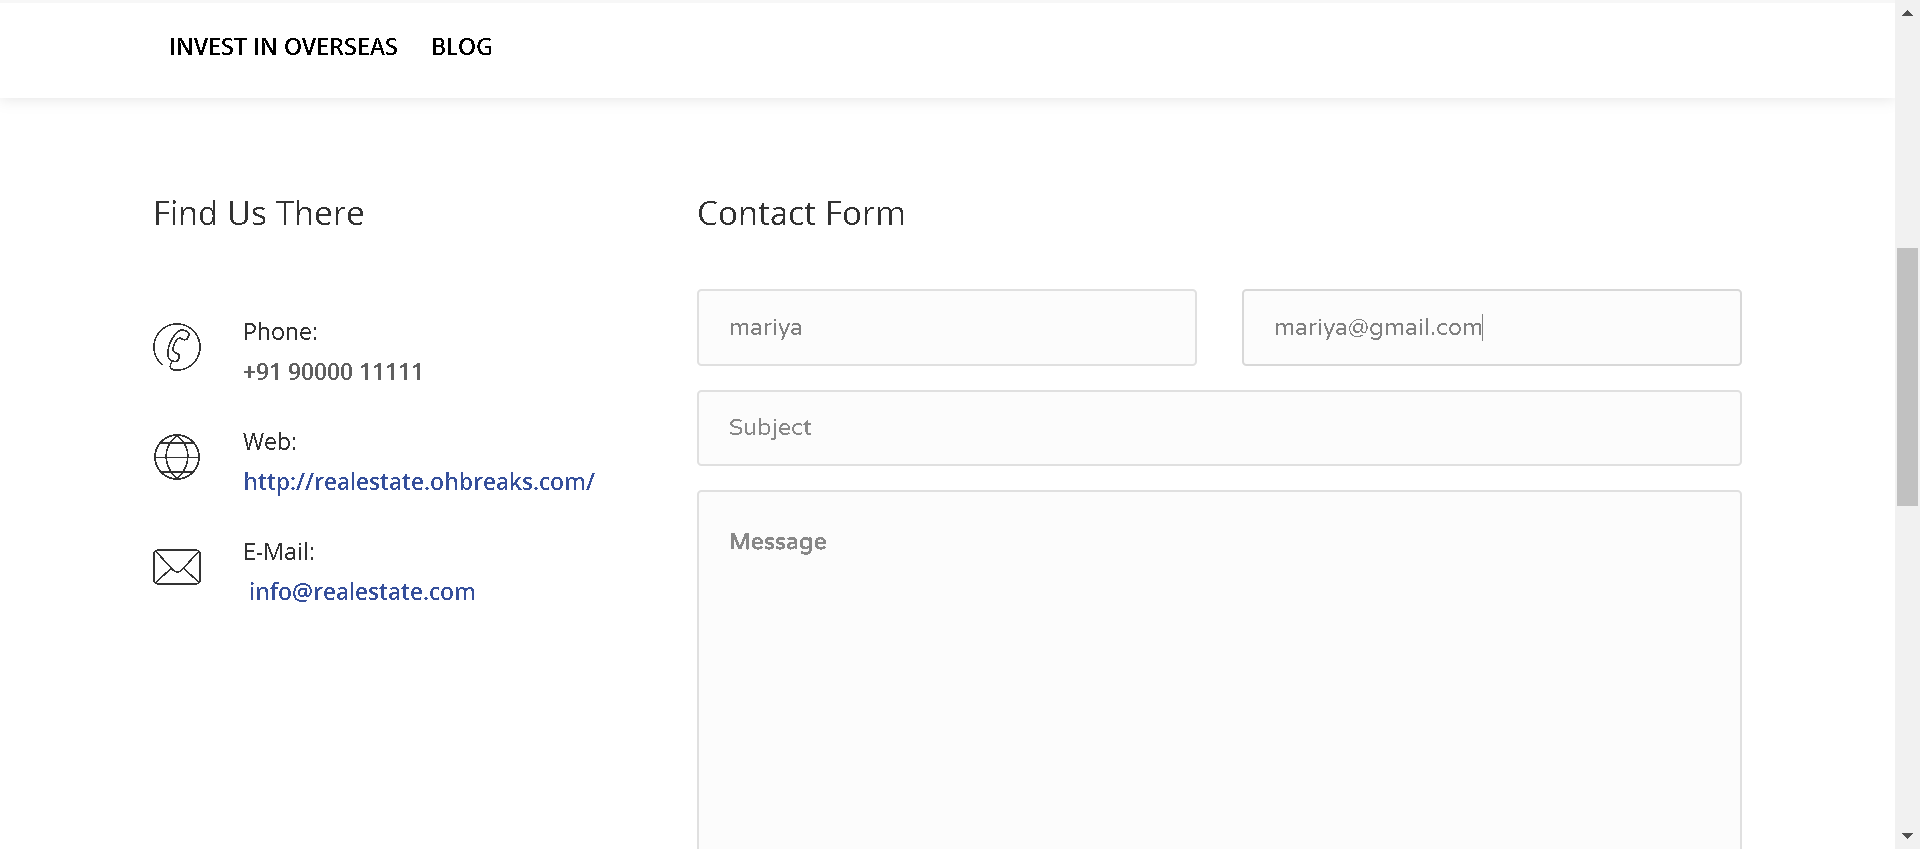 INVEST IN OVERSEAS BLOG
Find Us There
Phone:
+91 90000 11111
Web:
http://realestate.ohbreaks.com/
E-Mail:
info@realestate.com
Contact Form
mariya
mariya@gmail.com
Subject
Message